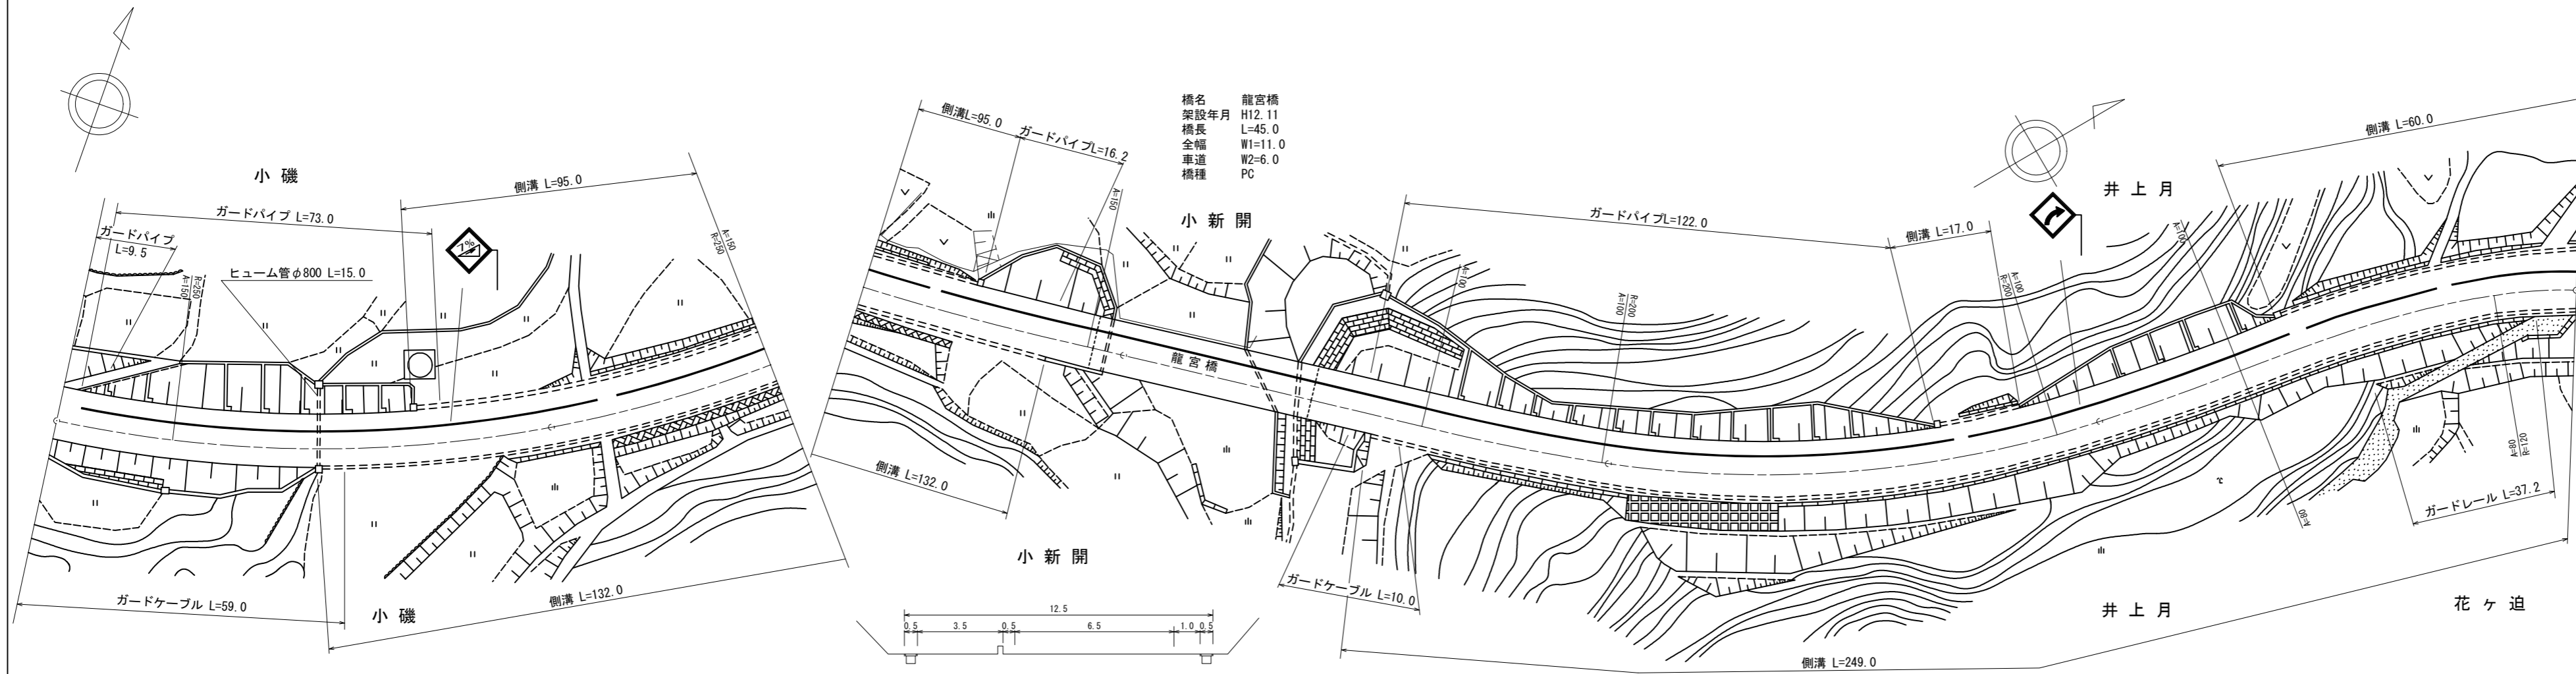 小磯
ガードパイプ L=73.0
側溝 L=95.0
ガードパイプ
L=9.5
ヒューム管φ800 L=15.0
R=250
A=150
7%
A=150
R=250
ガードケーブル L=59.0
小磯
側溝 L=132.0
側溝L=95.0
ガードパイプL=16.2
A=150
橋名 龍宮橋
架設年月 H12.11
橋長 L=45.0
全幅 W1=11.0
車道 W2=6.0
橋種 PC
小新開
龍宮橋
側溝 L=132.0
小新開
12.5
0.5 3.5 0.5 6.5 1.0 0.5
ガードパイプL=122.0
A=100
R=200
A=100
側溝 L=17.0
A=100
R=200
井上月
A=100
側溝 L=60.0
A=80
R=120
A=80
ガードレール L=37.2
ガードケーブル L=10.0
側溝 L=249.0
井上月
花ヶ迫